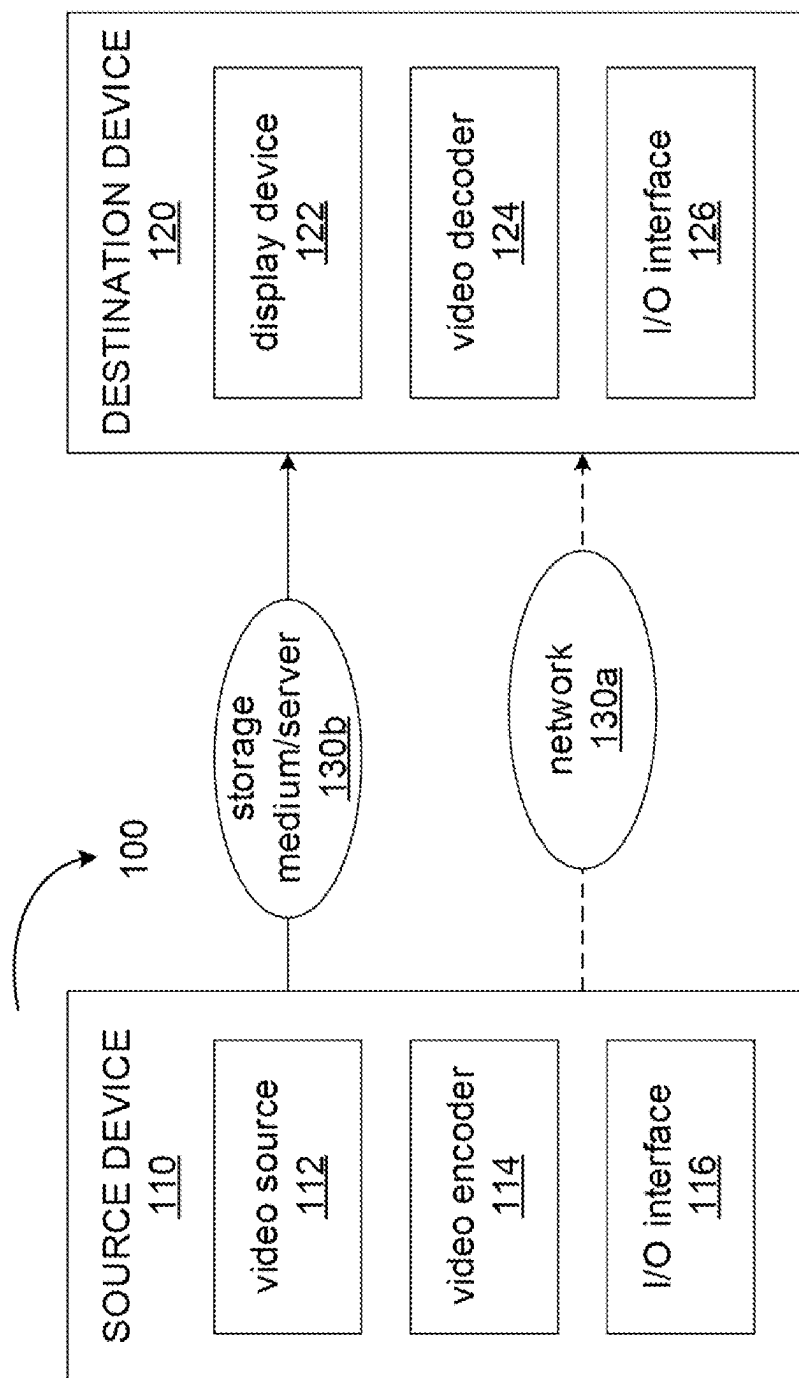 100
SOURCE DEVICE
110
video source
112
video encoder
114
I/O interface
116
storage
medium/server
130b
network
130a
DESTINATION DEVICE
120
display device
122
video decoder
124
I/O interface
126